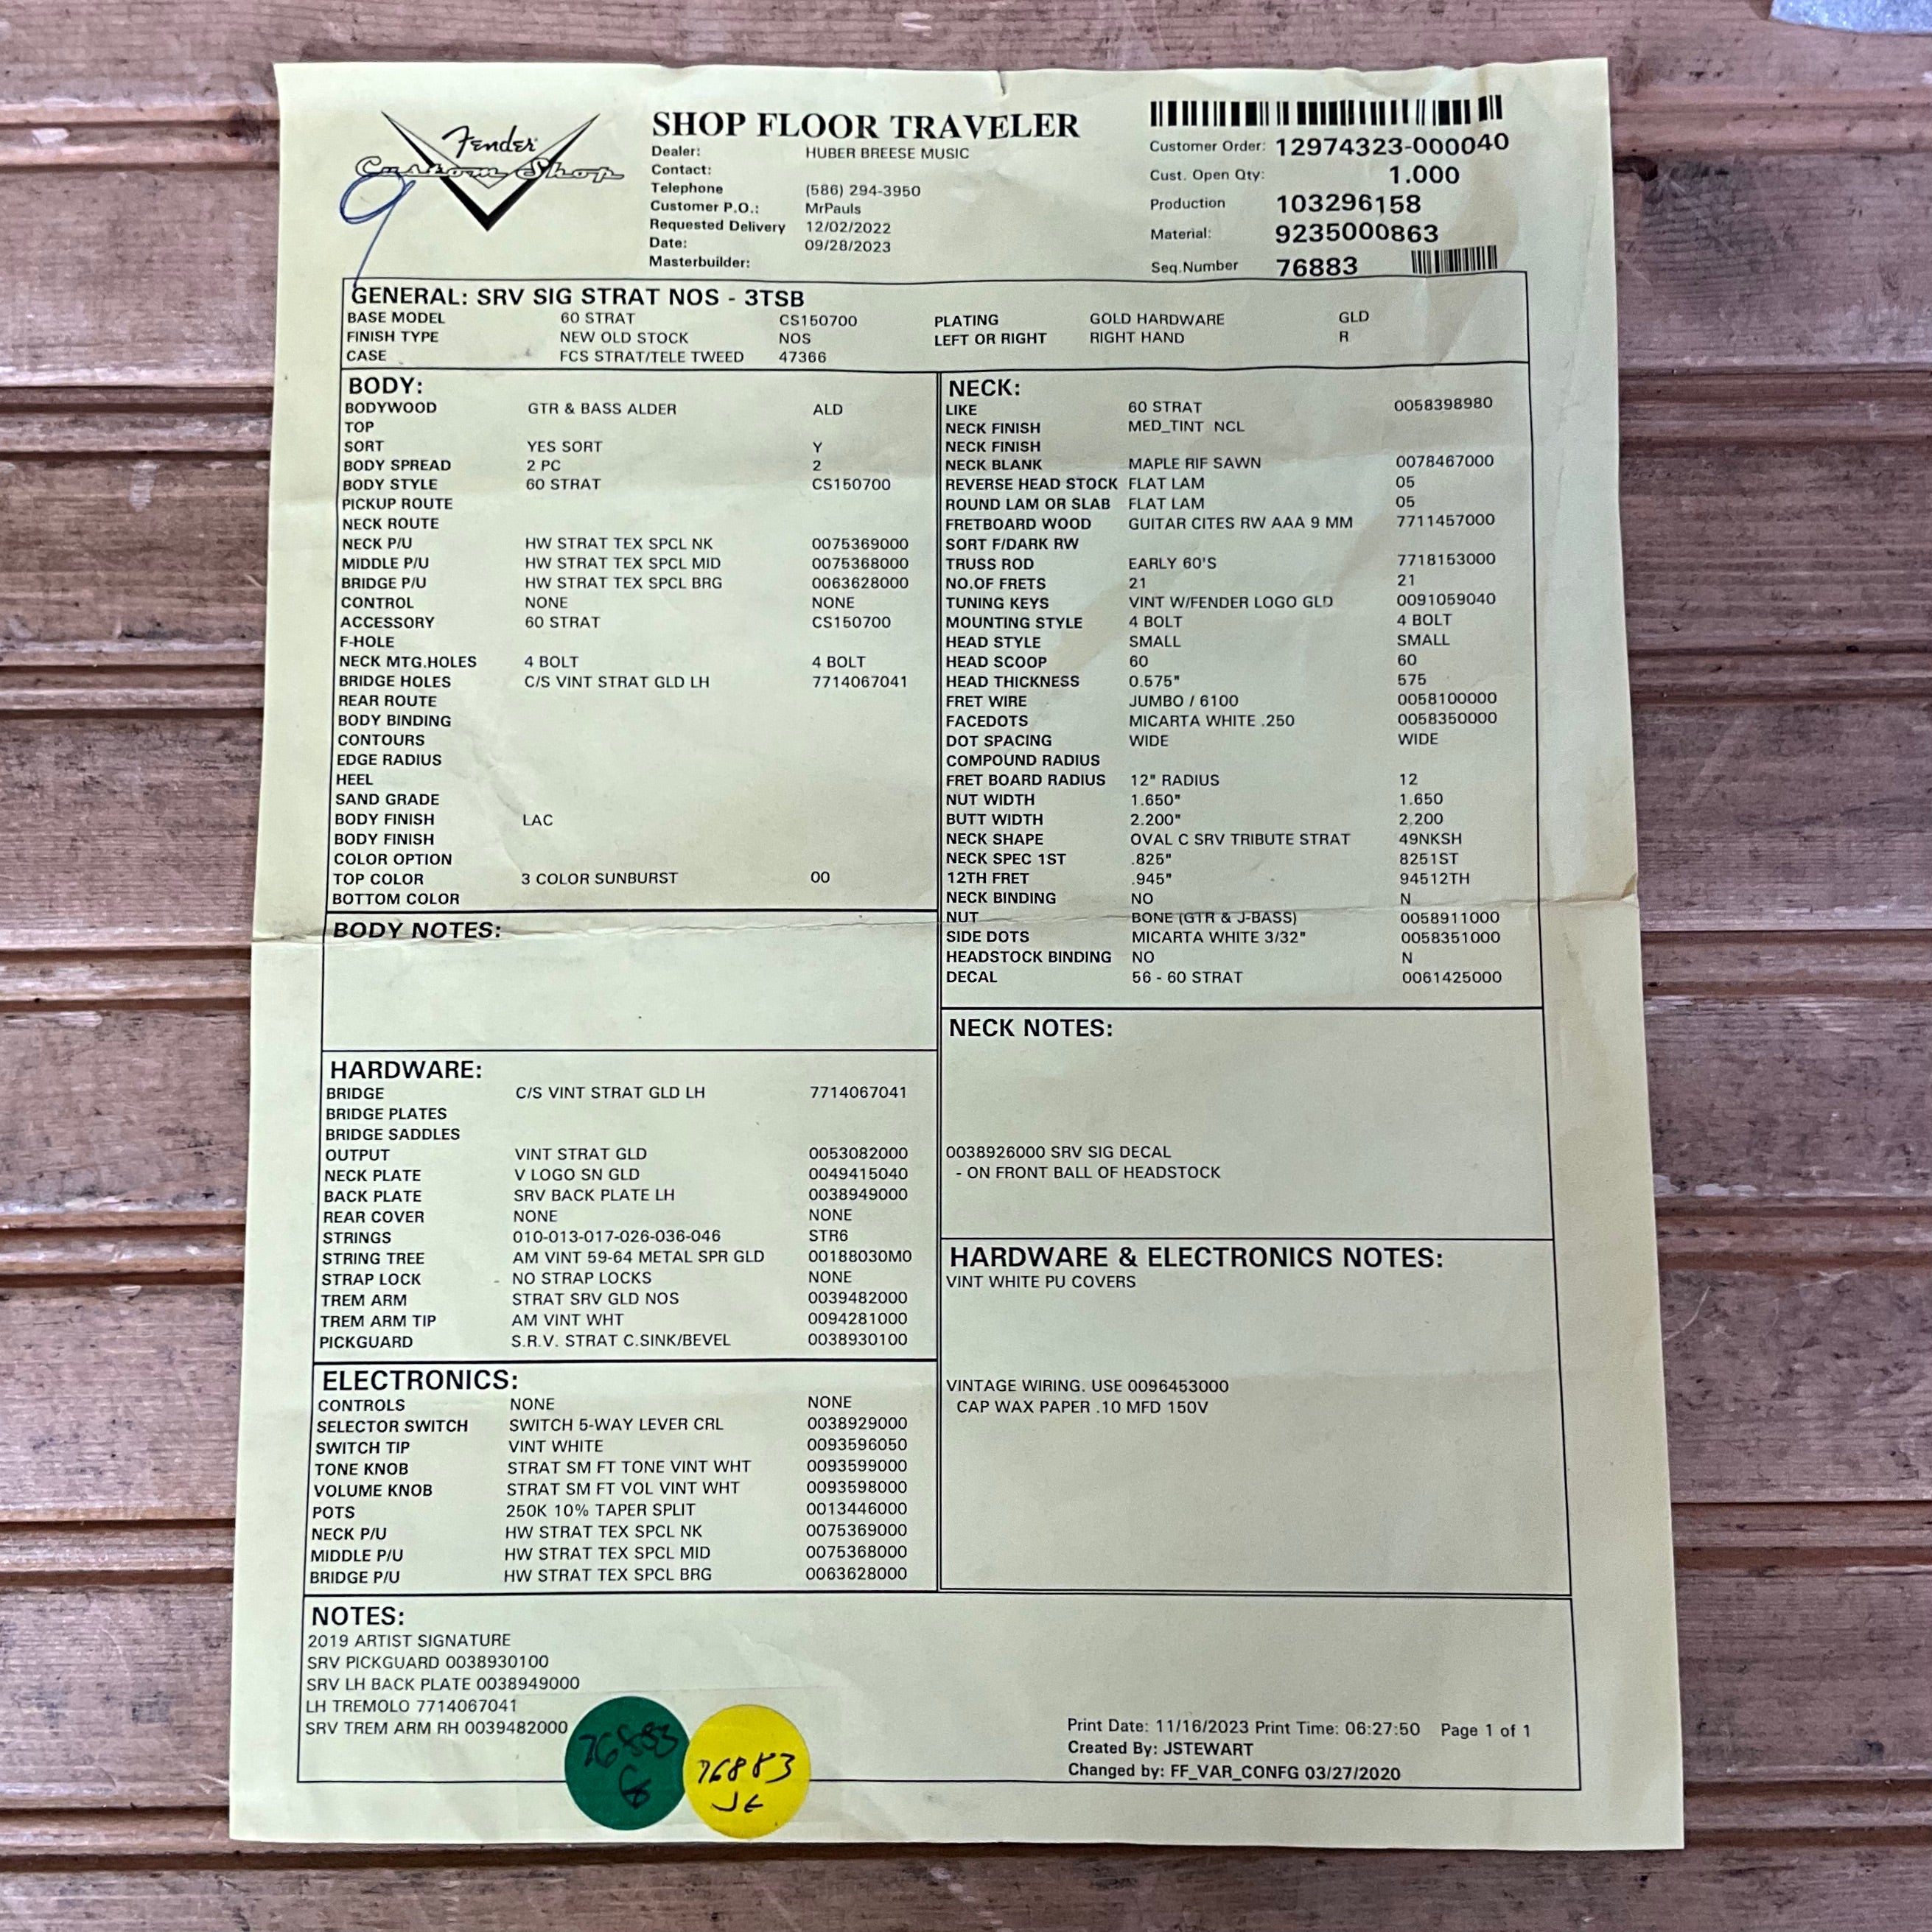 Fender
Custom Shop
9
SHOP FLOOR TRAVELER
Dealer: HUBER BREESE MUSIC
Contact:
Telephone (586) 294-3950
Customer P.O.: MrPauls
Requested Delivery 12/02/2022
Date: 09/28/2023
Masterbuilder:
Customer Order: 12974323-000040
Cust. Open Qty: 1.000
Production 103296158
Material: 9235000863
Seq.Number 76883
GENERAL: SRV SIG STRAT NOS - 3TSB
BASE MODEL 60 STRAT CS150700 PLATING GOLD HARDWARE GLD
FINISH TYPE NEW OLD STOCK NOS LEFT OR RIGHT RIGHT HAND R
CASE FCS STRAT/TELE TWEED 47366
BODY:
BODYWOOD GTR & BASS ALDER ALD
TOP
SORT YES SORT Y
BODY SPREAD 2 PC 2
BODY STYLE 60 STRAT CS150700
PICKUP ROUTE
NECK ROUTE
NECK P/U HW STRAT TEX SPCL NK 0075369000
MIDDLE P/U HW STRAT TEX SPCL MID 0075368000
BRIDGE P/U HW STRAT TEX SPCL BRG 0063628000
CONTROL NONE NONE
ACCESSORY 60 STRAT CS150700
F-HOLE
NECK MTG.HOLES 4 BOLT 4 BOLT
BRIDGE HOLES C/S VINT STRAT GLD LH 7714067041
REAR ROUTE
BODY BINDING
CONTOURS
EDGE RADIUS
HEEL
SAND GRADE
BODY FINISH LAC
BODY FINISH
COLOR OPTION
TOP COLOR 3 COLOR SUNBURST 00
BOTTOM COLOR
BODY NOTES:
HARDWARE:
BRIDGE C/S VINT STRAT GLD LH 7714067041
BRIDGE PLATES
BRIDGE SADDLES
OUTPUT VINT STRAT GLD 0053082000
NECK PLATE V LOGO SN GLD 0049415040
BACK PLATE SRV BACK PLATE LH 0038949000
REAR COVER NONE NONE
STRINGS 010-013-017-026-036-046 STR6
STRING TREE AM VINT 59-64 METAL SPR GLD 00188030M0
STRAP LOCK - NO STRAP LOCKS NONE
TREM ARM STRAT SRV GLD NOS 0039482000
TREM ARM TIP AM VINT WHT 0094281000
PICKGUARD S.R.V. STRAT C.SINK/BEVEL 0038930100
ELECTRONICS:
CONTROLS NONE NONE
SELECTOR SWITCH SWITCH 5-WAY LEVER CRL 0038929000
SWITCH TIP VINT WHITE 0093596050
TONE KNOB STRAT SM FT TONE VINT WHT 0093599000
VOLUME KNOB STRAT SM FT VOL VINT WHT 0093598000
POTS 250K 10% TAPER SPLIT 0013446000
NECK P/U HW STRAT TEX SPCL NK 0075369000
MIDDLE P/U HW STRAT TEX SPCL MID 0075368000
BRIDGE P/U HW STRAT TEX SPCL BRG 0063628000
NECK:
LIKE 60 STRAT 0058398980
NECK FINISH MED_TINT NCL
NECK FINISH
NECK BLANK MAPLE RIF SAWN 0078467000
REVERSE HEAD STOCK FLAT LAM 05
ROUND LAM OR SLAB FLAT LAM 05
FRETBOARD WOOD GUITAR CITES RW AAA 9 MM 7711457000
SORT F/DARK RW
TRUSS ROD EARLY 60'S 7718153000
NO.OF FRETS 21 21
TUNING KEYS VINT W/FENDER LOGO GLD 0091059040
MOUNTING STYLE 4 BOLT 4 BOLT
HEAD STYLE SMALL SMALL
HEAD SCOOP 60 60
HEAD THICKNESS 0.575" 575
FRET WIRE JUMBO / 6100 0058100000
FACEDOTS MICARTA WHITE .250 0058350000
DOT SPACING WIDE WIDE
COMPOUND RADIUS
FRET BOARD RADIUS 12" RADIUS 12
NUT WIDTH 1.650" 1.650
BUTT WIDTH 2.200" 2.200
NECK SHAPE OVAL C SRV TRIBUTE STRAT 49NKSH
NECK SPEC 1ST .825" 8251ST
12TH FRET .945" 94512TH
NECK BINDING NO N
NUT BONE (GTR & J-BASS) 0058911000
SIDE DOTS MICARTA WHITE 3/32" 0058351000
HEADSTOCK BINDING NO N
DECAL 56 - 60 STRAT 0061425000
NECK NOTES:
0038926000 SRV SIG DECAL
- ON FRONT BALL OF HEADSTOCK
HARDWARE & ELECTRONICS NOTES:
VINT WHITE PU COVERS
VINTAGE WIRING. USE 0096453000
CAP WAX PAPER .10 MFD 150V
NOTES:
2019 ARTIST SIGNATURE
SRV PICKGUARD 0038930100
SRV LH BACK PLATE 0038949000
LH TREMOLO 7714067041
SRV TREM ARM RH 0039482000
76883
76883
JE
Print Date: 11/16/2023 Print Time: 06:27:50 Page 1 of 1
Created By: JSTEWART
Changed by: FF_VAR_CONFG 03/27/2020